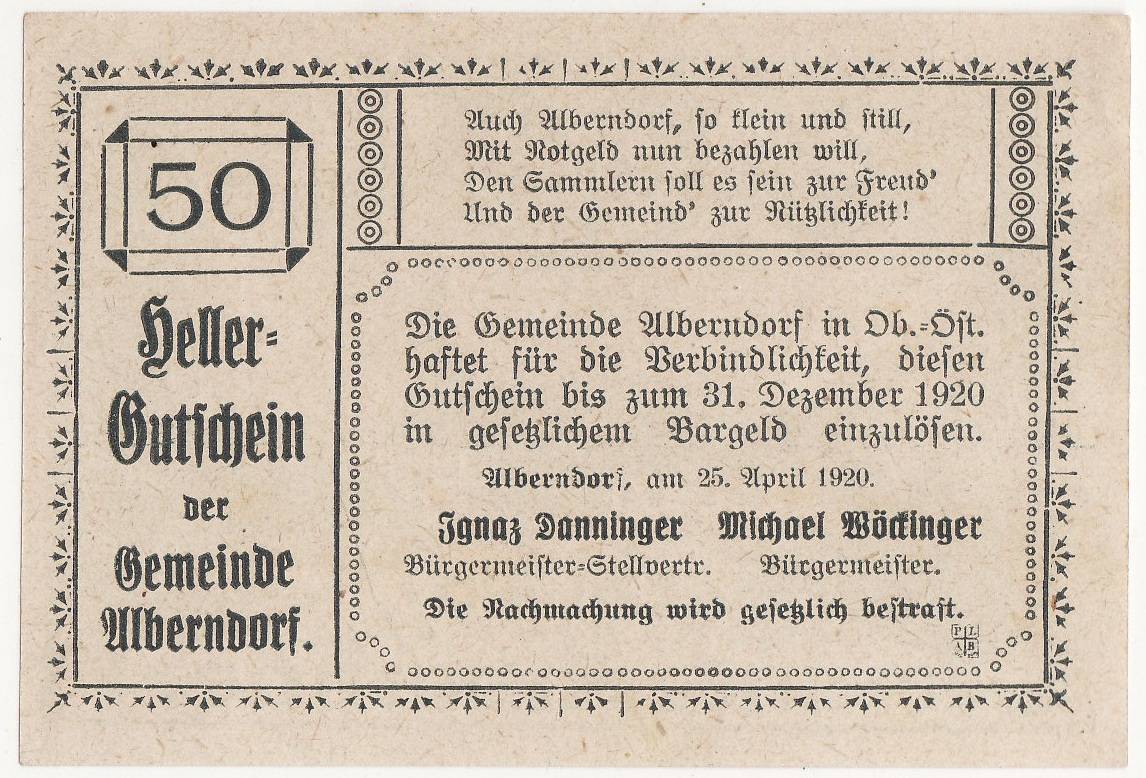 50
Heller-
Gutschein
der
Gemeinde
Alberndorf.
Auch Alberndorf, so klein und still,
Mit Notgeld nun bezahlen will,
Den Sammlern soll es sein zur Freud'
Und der Gemeind' zur Nützlichkeit!
Die Gemeinde Alberndorf in Ob.-Öst.
haftet für die Verbindlichkeit, diesen
Gutschein bis zum 31. Dezember 1920
in gesetzlichem Bargeld einzulösen.
Alberndorf, am 25. April 1920.
Ignaz Danninger Michael Wöckinger
Bürgermeister-Stellvertr. Bürgermeister.
Die Nachmachung wird gesetzlich bestraft.
P L
A B